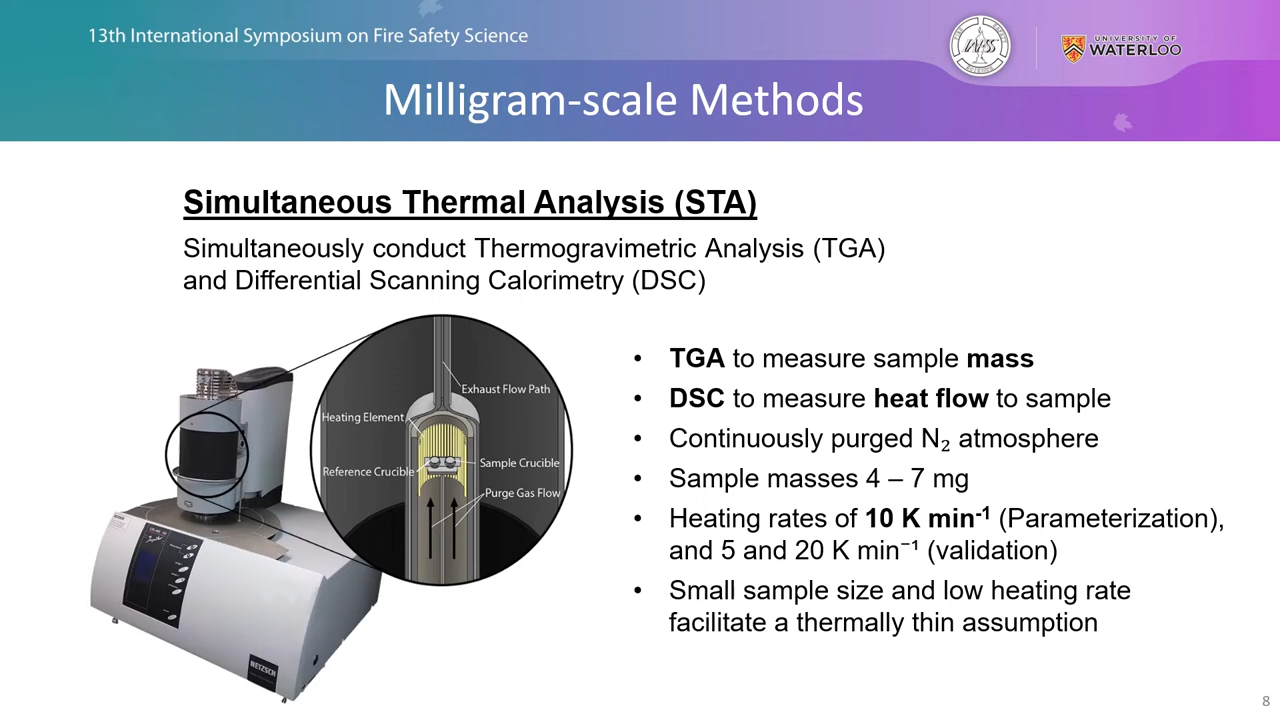 13th International Symposium on Fire Safety Science
UNIVERSITY OF
WATERLOO
Milligram-scale Methods
Simultaneous Thermal Analysis (STA)
Simultaneously conduct Thermogravimetric Analysis (TGA)
and Differential Scanning Calorimetry (DSC)
Exhaust Flow Path
Heating Element
Reference Crucible
Sample Crucible
Purge Gas Flow
NETZSCH
• TGA to measure sample mass
• DSC to measure heat flow to sample
• Continuously purged N₂ atmosphere
• Sample masses 4 – 7 mg
• Heating rates of 10 K min⁻¹ (Parameterization),
and 5 and 20 K min⁻¹ (validation)
• Small sample size and low heating rate
facilitate a thermally thin assumption
8